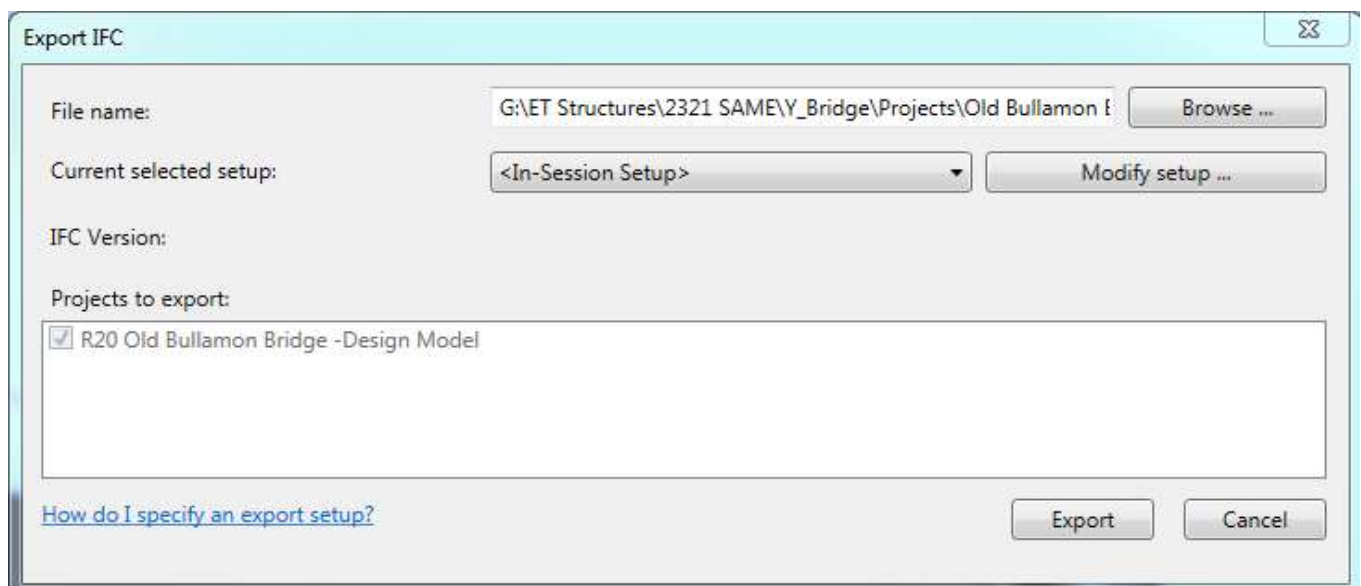 Export IFC
File name: G:\ET Structures\2321 SAME\Y_Bridge\Projects\Old Bullamon Browse ...
Current selected setup: <In-Session Setup> Modify setup ...
IFC Version:
Projects to export:
R20 Old Bullamon Bridge -Design Model
How do I specify an export setup? Export Cancel